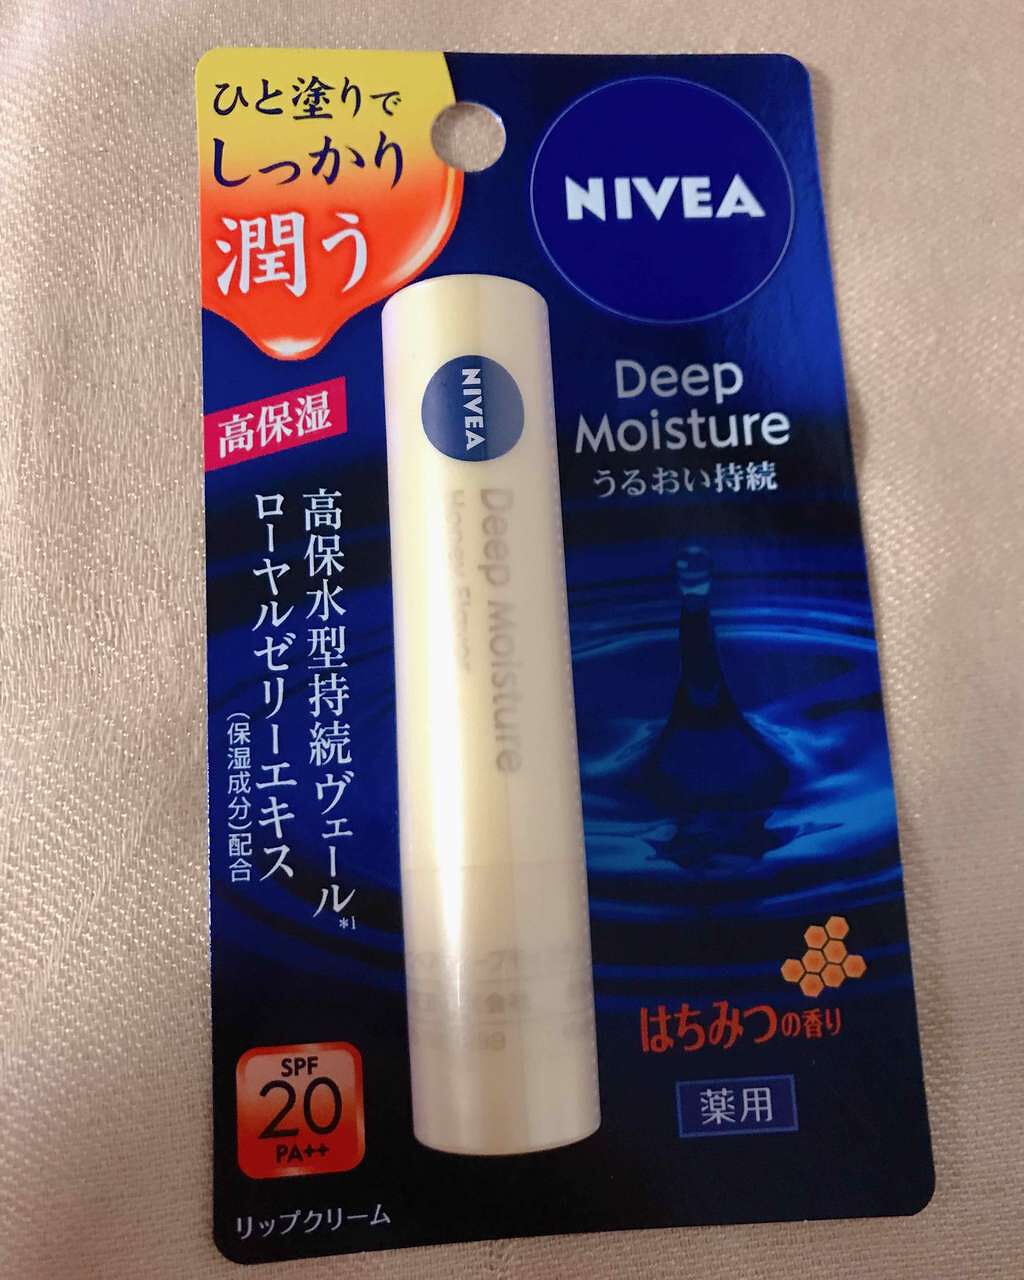 ひと塗りで
しっかり
潤う
NIVEA
Deep
Moisture
うるおい持続
高保湿
高保水型持続ヴェール*1
ローヤルゼリーエキス
(保湿成分)配合
NIVEA
Deep Moisture
Honey Flavor
はちみつの香り
薬用
SPF
20
PA++
リップクリーム